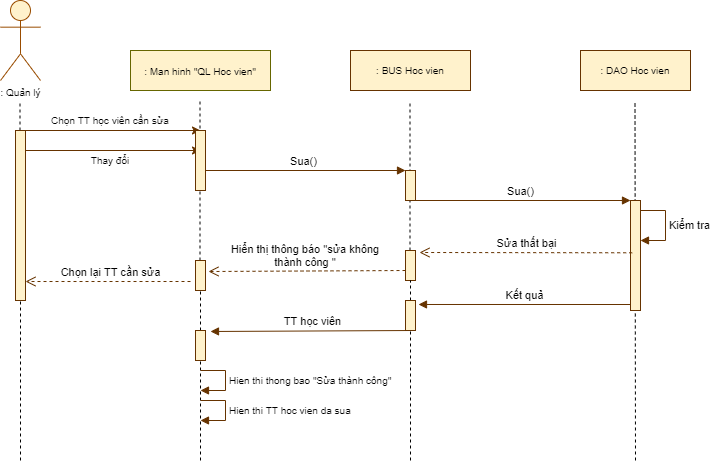 : Quản lý
: Man hinh "QL Hoc vien"
: BUS Hoc vien
: DAO Hoc vien
Chọn TT học viên cần sửa
Thay đổi
Sua()
Sua()
Kiểm tra
Sửa thất bại
Hiển thị thông báo "sửa không
thành công "
Chọn lại TT cần sửa
Kết quả
TT học viên
Hien thi thong bao "Sửa thành công"
Hien thi TT hoc vien da sua